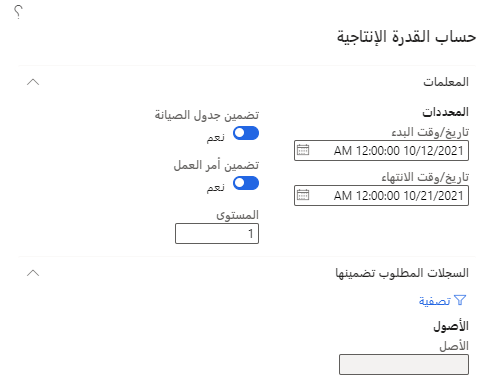 ؟
حساب القدرة الإنتاجية
المعلمات
المحددات
تاريخ/وقت البدء
10/12/2021 12:00:00 AM
تاريخ/وقت الانتهاء
10/21/2021 12:00:00 AM
تضمين جدول الصيانة
نعم
تضمين أمر العمل
نعم
المستوى
1
السجلات المطلوب تضمينها
تصفية
الأصول
الأصل